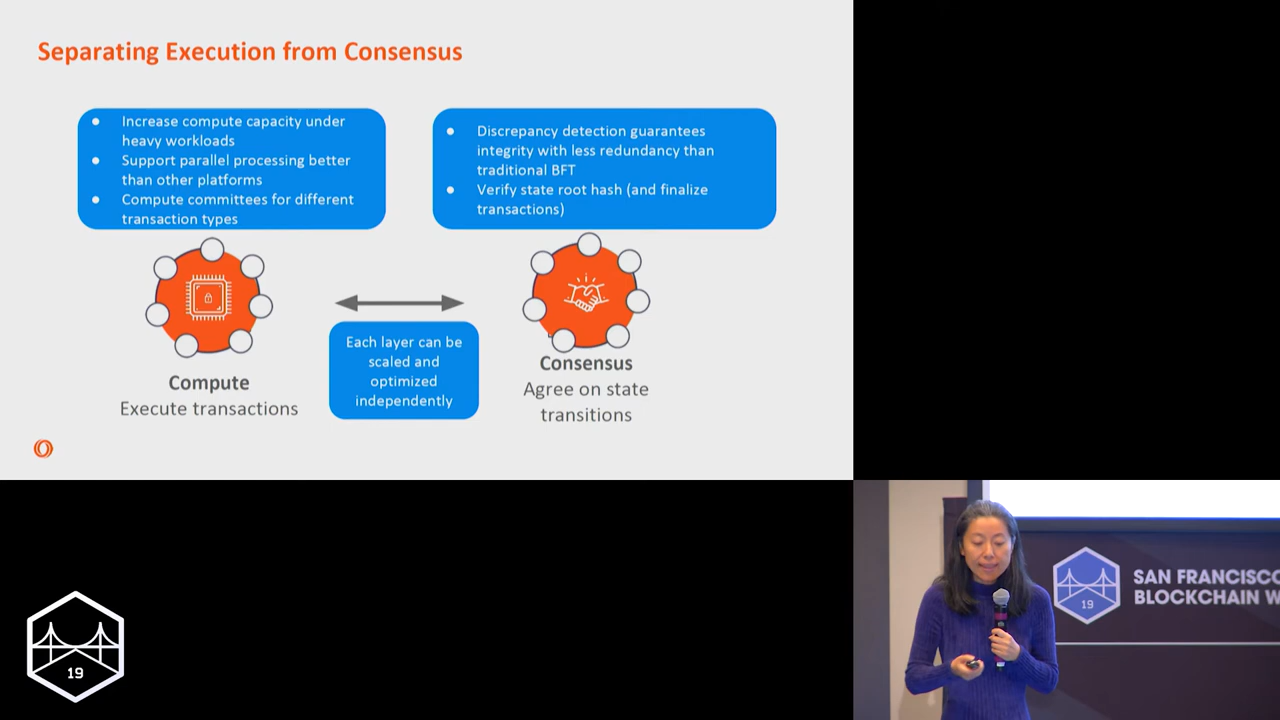 Separating Execution from Consensus
● Increase compute capacity under
heavy workloads
● Support parallel processing better
than other platforms
● Compute committees for different
transaction types
● Discrepancy detection guarantees
integrity with less redundancy than
traditional BFT
● Verify state root hash (and finalize
transactions)
Each layer can be
scaled and
optimized
independently
Compute
Execute transactions
Consensus
Agree on state
transitions
19
19
SAN FRANCISCO
BLOCKCHAIN W